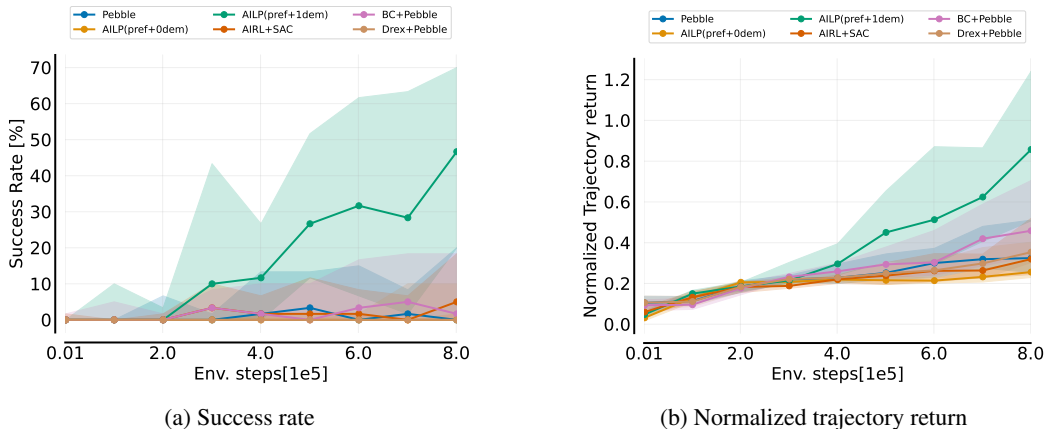 Pebble AILP(pref+1dem) BC+Pebble
AILP(pref+0dem) AIRL+SAC Drex+Pebble
Success Rate [%]
70
60
50
40
30
20
10
0
0.01 2.0 4.0 6.0 8.0
Env. steps[1e5]
(a) Success rate
Pebble AILP(pref+1dem) BC+Pebble
AILP(pref+0dem) AIRL+SAC Drex+Pebble
Normalized Trajectory return
1.2
1.0
0.8
0.6
0.4
0.2
0.0
0.01 2.0 4.0 6.0 8.0
Env. steps[1e5]
(b) Normalized trajectory return